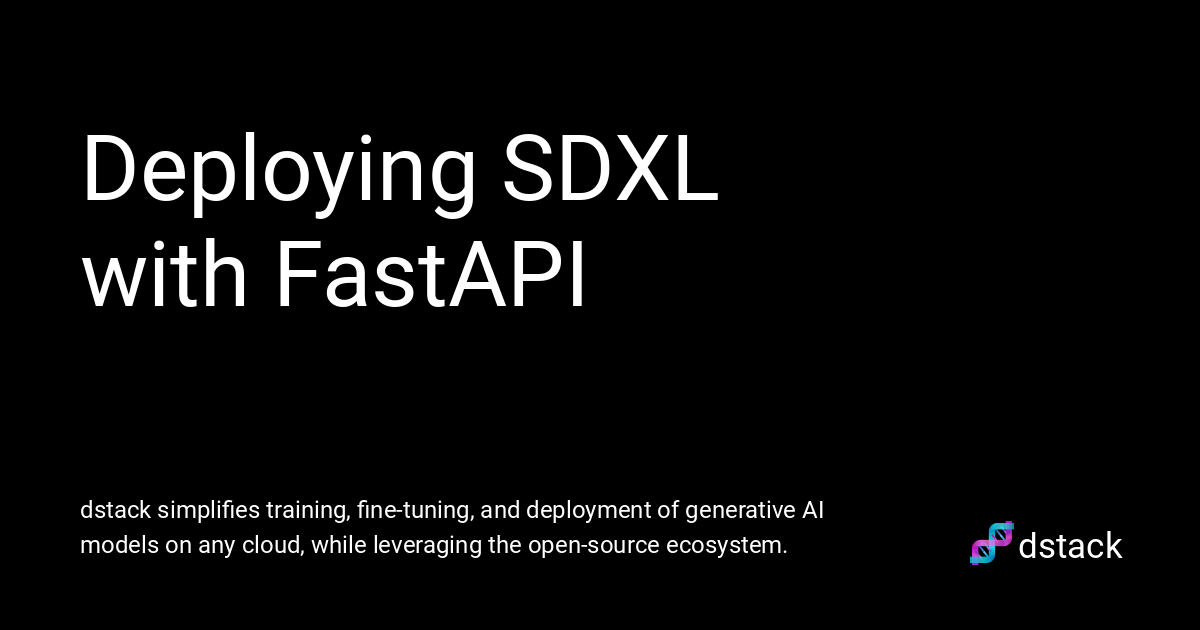 Deploying SDXL
with FastAPI
dstack simplifies training, fine-tuning, and deployment of generative AI
models on any cloud, while leveraging the open-source ecosystem.
dstack